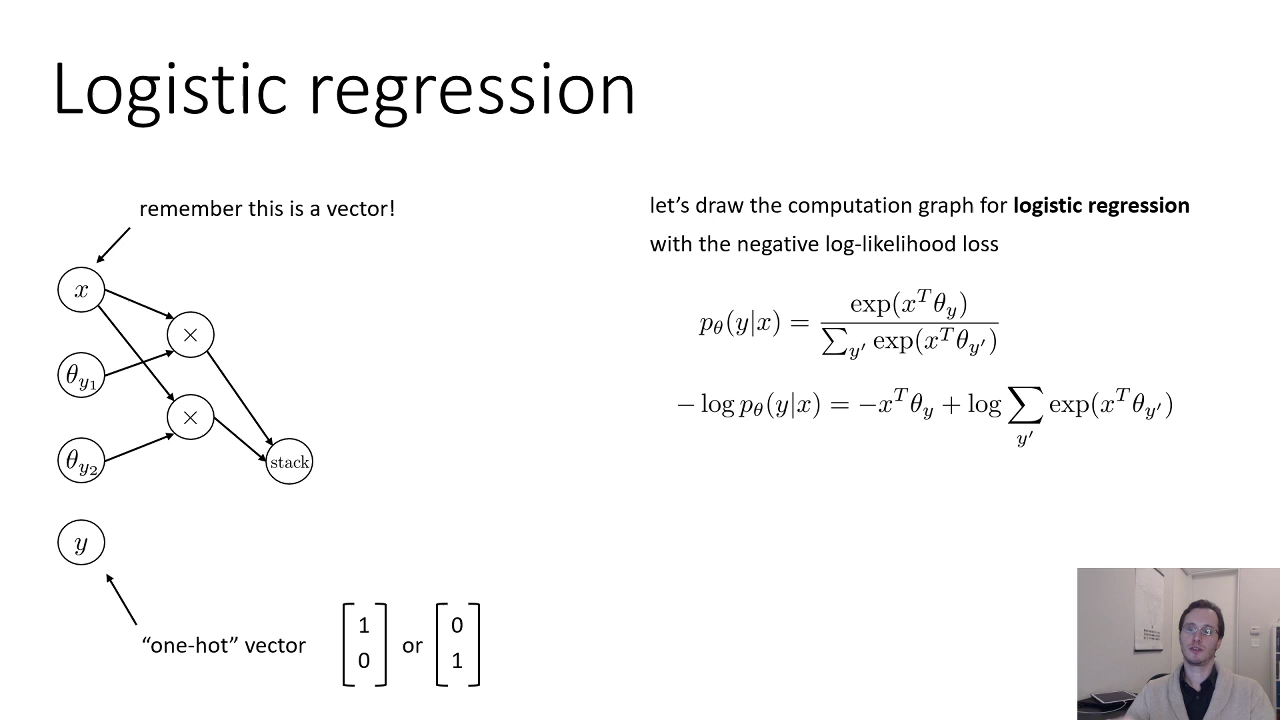 Logistic regression
remember this is a vector!
x
×
θ_{y_1}
×
θ_{y_2}
stack
y
“one-hot” vector [1 0] or [0 1]
let’s draw the computation graph for logistic regression
with the negative log-likelihood loss
p_θ(y|x) = exp(x^T θ_y) / ∑_{y'} exp(x^T θ_{y'})
− log p_θ(y|x) = −x^T θ_y + log ∑_{y'} exp(x^T θ_{y'})